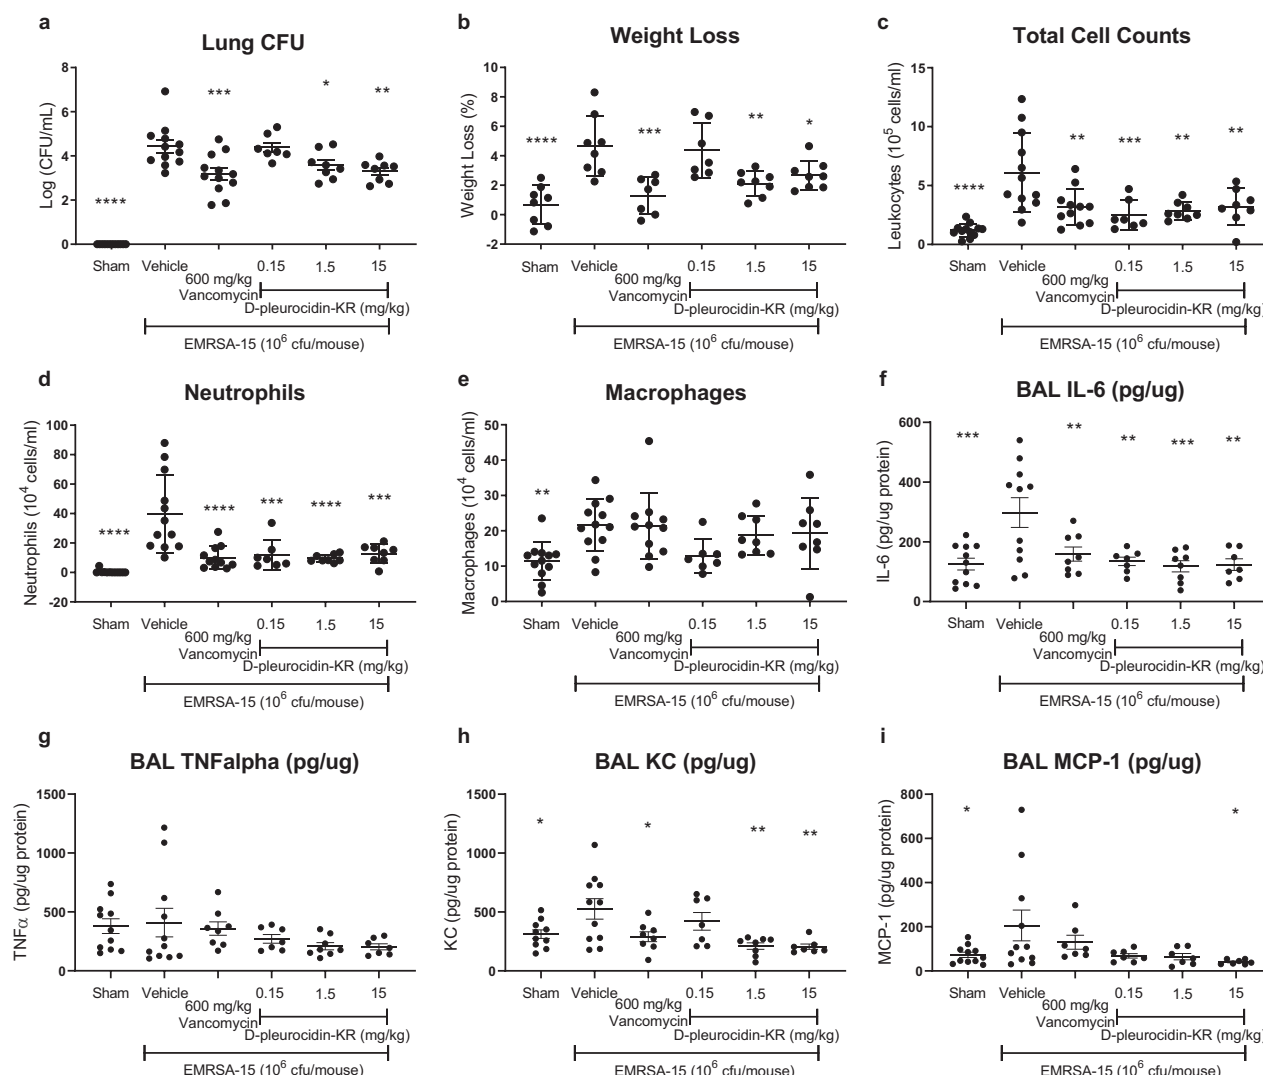 a
Lung CFU
Log (CFU/mL)
8
6
4
2
0
****
***
*
**
Sham
Vehicle
600 mg/kg
Vancomycin
0.15
1.5
15
D-pleurocidin-KR (mg/kg)
EMRSA-15 (10⁶ cfu/mouse)
b
Weight Loss
Weight Loss (%)
10
8
6
4
2
0
-2
****
***
**
*
Sham
Vehicle
600 mg/kg
Vancomycin
0.15
1.5
15
D-pleurocidin-KR (mg/kg)
EMRSA-15 (10⁶ cfu/mouse)
c
Total Cell Counts
Leukocytes (10⁵ cells/ml)
15
10
5
0
****
**
***
**
**
Sham
Vehicle
600 mg/kg
Vancomycin
0.15
1.5
15
D-pleurocidin-KR (mg/kg)
EMRSA-15 (10⁶ cfu/mouse)
d
Neutrophils
Neutrophils (10⁴ cells/ml)
100
80
60
40
20
0
-20
****
****
***
****
***
Sham
Vehicle
600 mg/kg
Vancomycin
0.15
1.5
15
D-pleurocidin-KR (mg/kg)
EMRSA-15 (10⁶ cfu/mouse)
e
Macrophages
Macrophages (10⁴ cells/ml)
50
40
30
20
10
0
**
Sham
Vehicle
600 mg/kg
Vancomycin
0.15
1.5
15
D-pleurocidin-KR (mg/kg)
EMRSA-15 (10⁶ cfu/mouse)
f
BAL IL-6 (pg/ug)
IL-6 (pg/ug protein)
600
400
200
0
***
**
**
***
**
Sham
Vehicle
600 mg/kg
Vancomycin
0.15
1.5
15
D-pleurocidin-KR (mg/kg)
EMRSA-15 (10⁶ cfu/mouse)
g
BAL TNFalpha (pg/ug)
TNFα (pg/ug protein)
1500
1000
500
0
Sham
Vehicle
600 mg/kg
Vancomycin
0.15
1.5
15
D-pleurocidin-KR (mg/kg)
EMRSA-15 (10⁶ cfu/mouse)
h
BAL KC (pg/ug)
KC (pg/ug protein)
1500
1000
500
0
*
*
**
**
Sham
Vehicle
600 mg/kg
Vancomycin
0.15
1.5
15
D-pleurocidin-KR (mg/kg)
EMRSA-15 (10⁶ cfu/mouse)
i
BAL MCP-1 (pg/ug)
MCP-1 (pg/ug protein)
800
600
400
200
0
*
*
Sham
Vehicle
600 mg/kg
Vancomycin
0.15
1.5
15
D-pleurocidin-KR (mg/kg)
EMRSA-15 (10⁶ cfu/mouse)